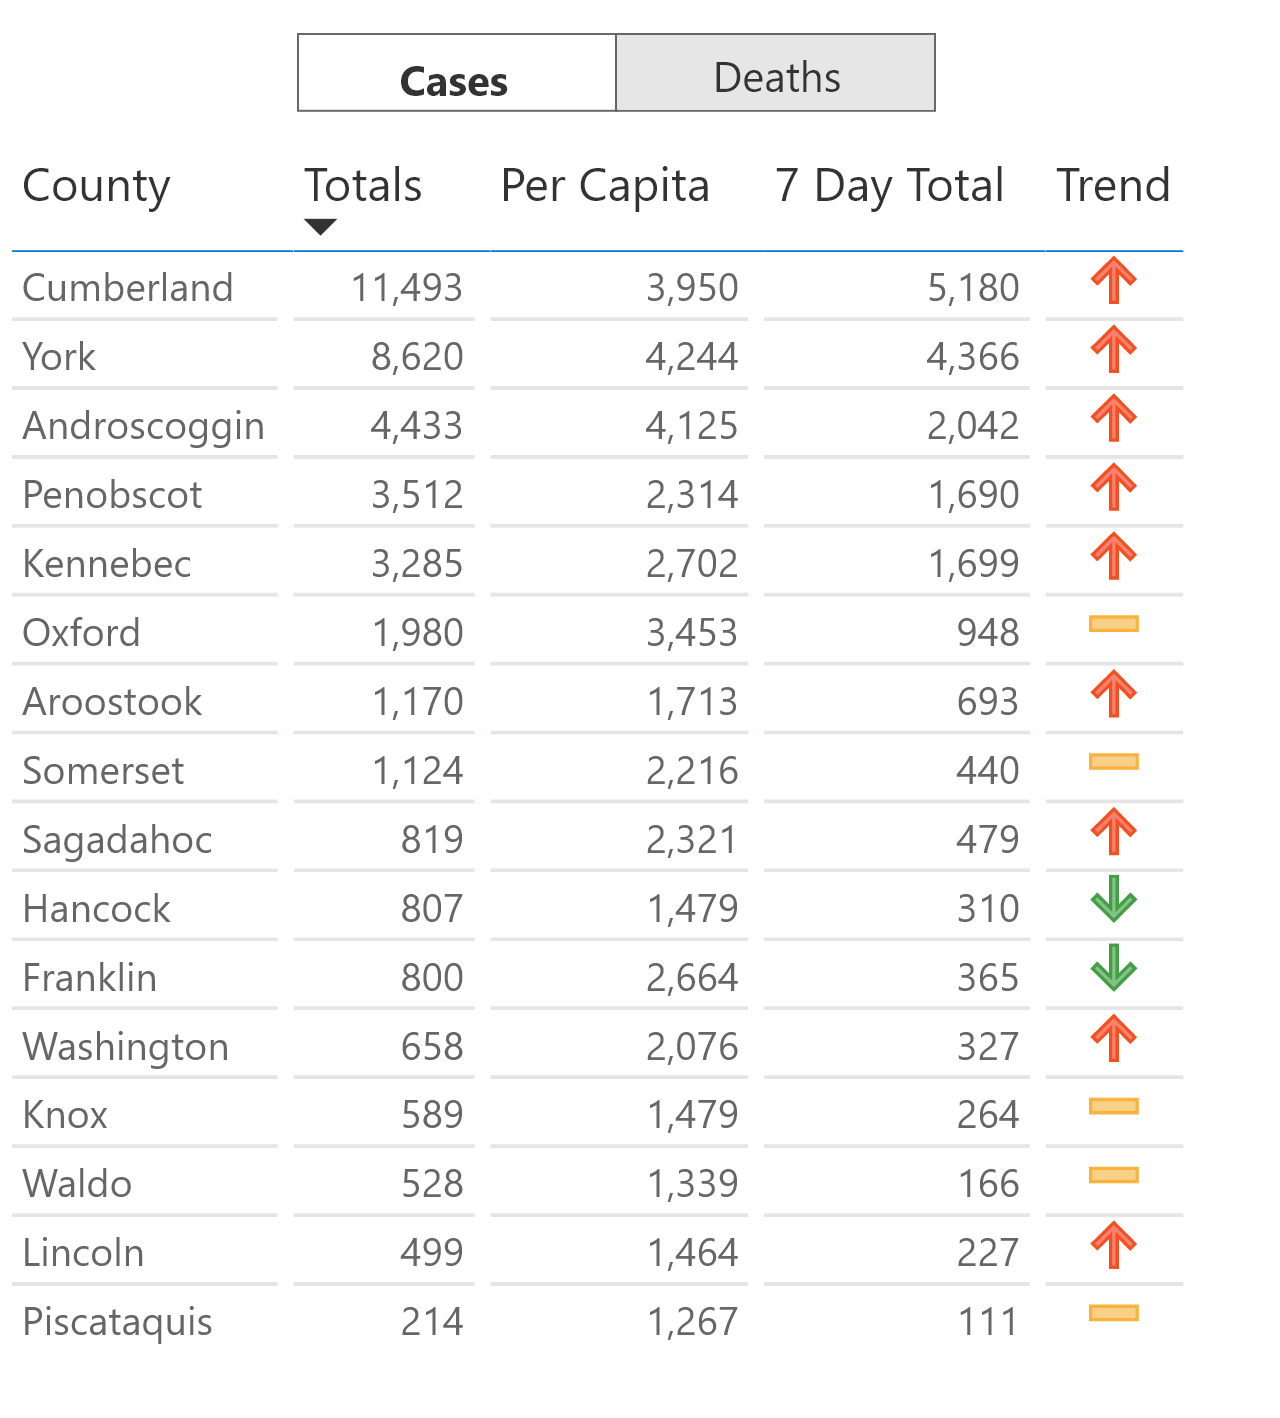 Cases Deaths
County Totals Per Capita 7 Day Total Trend
Cumberland 11,493 3,950 5,180
York 8,620 4,244 4,366
Androscoggin 4,433 4,125 2,042
Penobscot 3,512 2,314 1,690
Kennebec 3,285 2,702 1,699
Oxford 1,980 3,453 948
Aroostook 1,170 1,713 693
Somerset 1,124 2,216 440
Sagadahoc 819 2,321 479
Hancock 807 1,479 310
Franklin 800 2,664 365
Washington 658 2,076 327
Knox 589 1,479 264
Waldo 528 1,339 166
Lincoln 499 1,464 227
Piscataquis 214 1,267 111